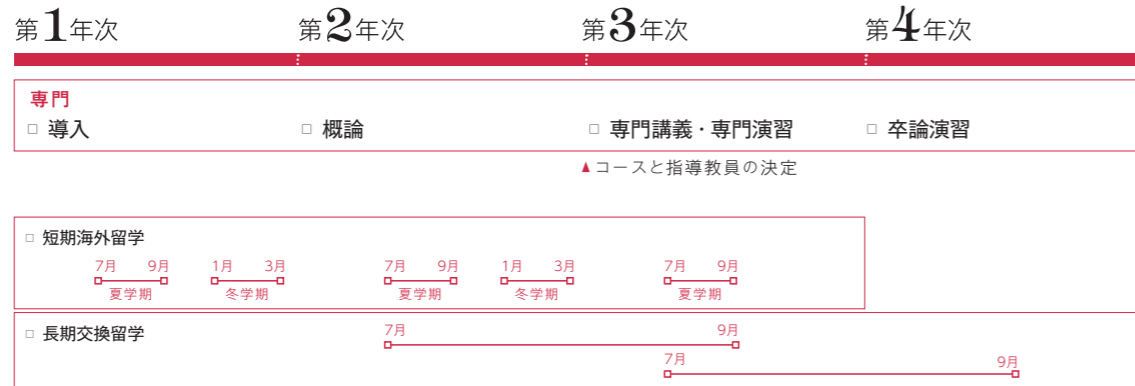 第1年次 第2年次 第3年次 第4年次
専門
導入 概論 専門講義・専門演習 卒論演習
▲コースと指導教員の決定
短期海外留学
7月 9月 1月 3月 7月 9月 1月 3月 7月 9月
夏学期 冬学期 夏学期 冬学期 夏学期
長期交換留学
7月 9月
7月 9月